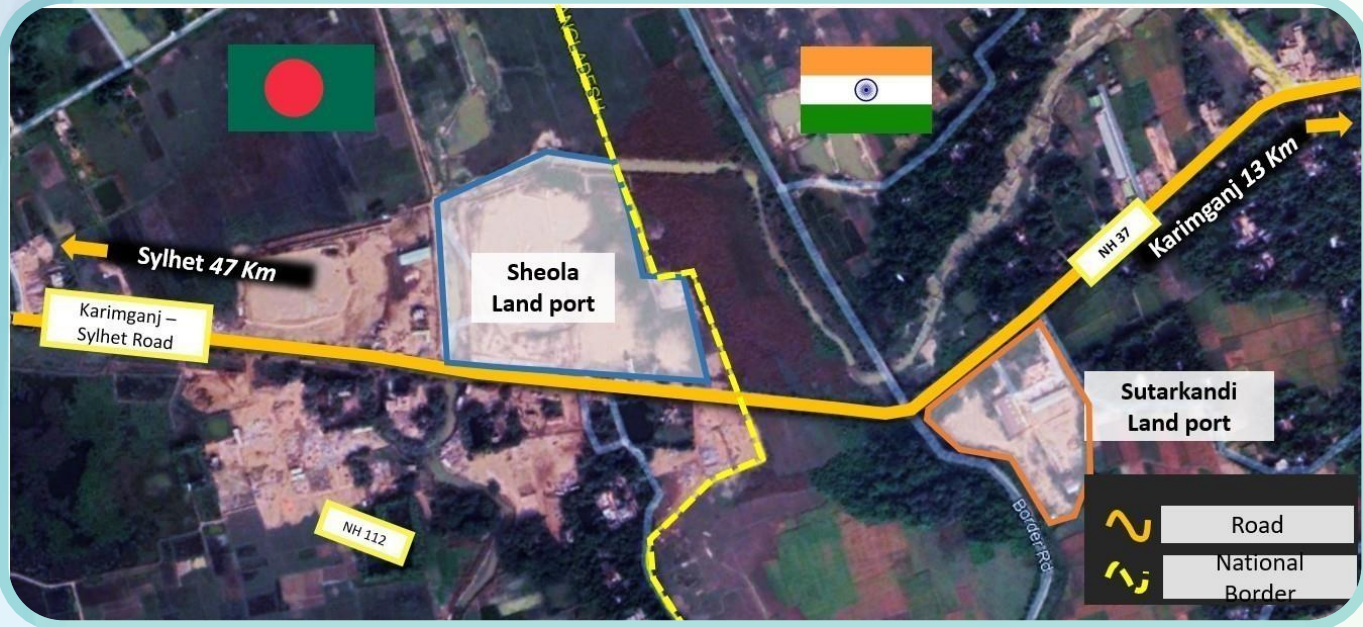 BANGLADESH
Sylhet 47 Km
Karimganj –
Sylhet Road
Sheola
Land port
NH 37
Karimganj 13 Km
Sutarkandi
Land port
NH 112
Border Rd
Road
National
Border